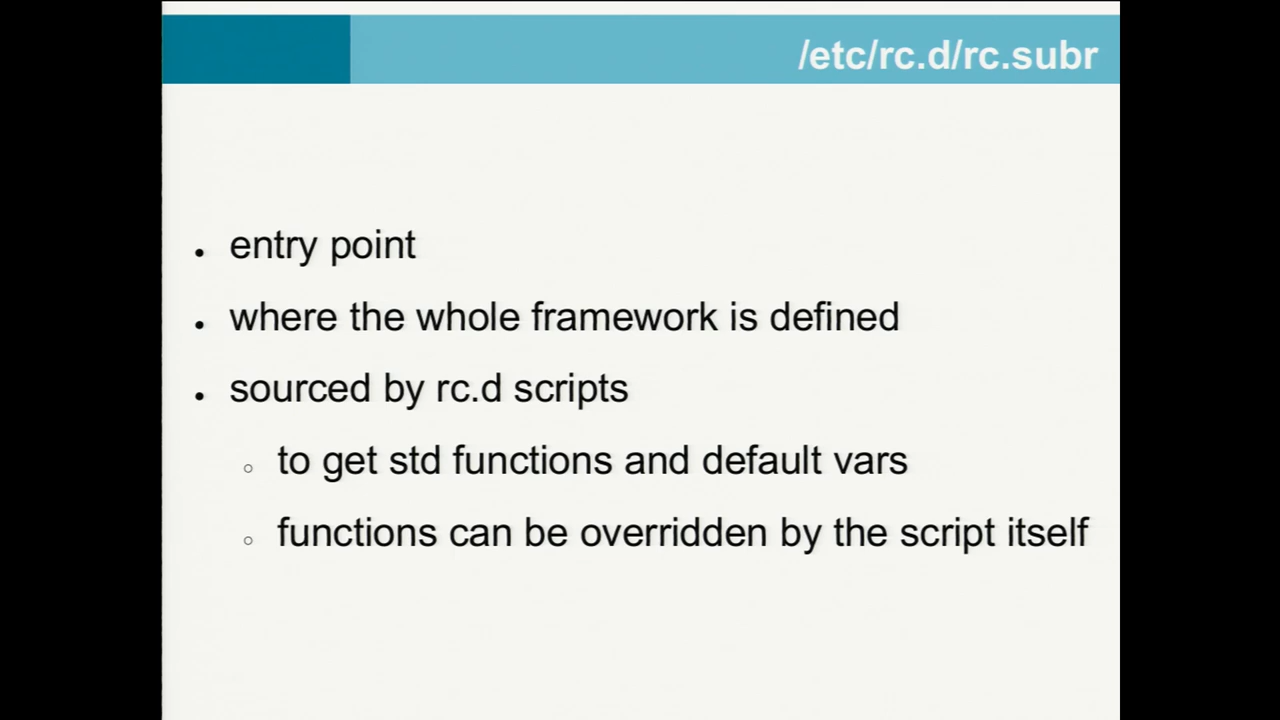 /etc/rc.d/rc.subr
entry point
where the whole framework is defined
sourced by rc.d scripts
to get std functions and default vars
functions can be overridden by the script itself